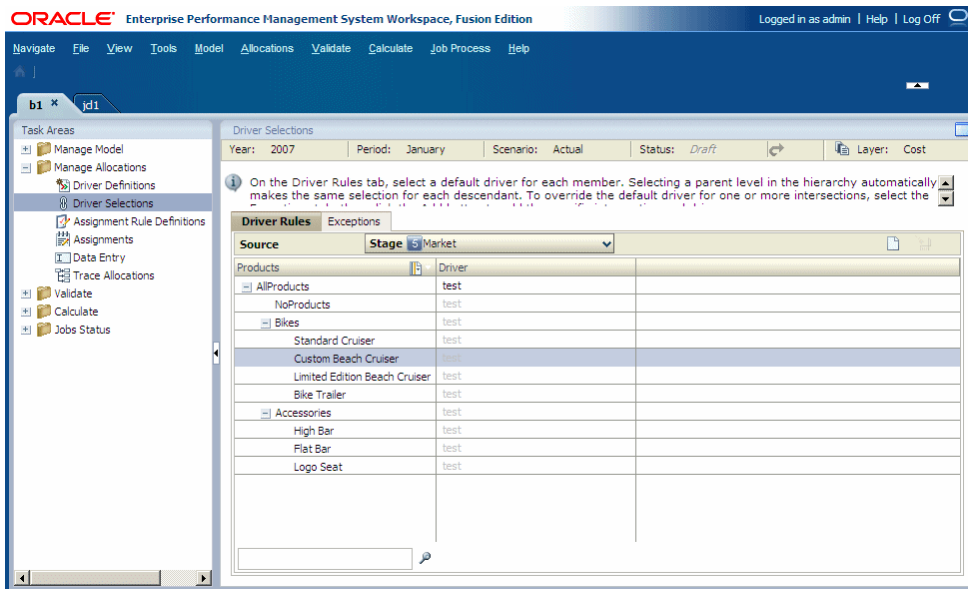 ORACLE Enterprise Performance Management System Workspace, Fusion Edition
Logged in as admin | Help | Log Off
Navigate File View Tools Model Allocations Validate Calculate Job Process Help
b1 × jd1
Task Areas
Manage Model
Manage Allocations
Driver Definitions
Driver Selections
Assignment Rule Definitions
Assignments
Data Entry
Trace Allocations
Validate
Calculate
Jobs Status
Driver Selections
Year: 2007 Period: January Scenario: Actual Status: Draft Layer: Cost
On the Driver Rules tab, select a default driver for each member. Selecting a parent level in the hierarchy automatically
makes the same selection for each descendant. To override the default driver for one or more intersections, select the
Driver Rules Exceptions
Source Stage 5 Market
Products Driver
AllProducts test
NoProducts test
Bikes test
Standard Cruiser test
Custom Beach Cruiser test
Limited Edition Beach Cruiser test
Bike Trailer test
Accessories test
High Bar test
Flat Bar test
Logo Seat test